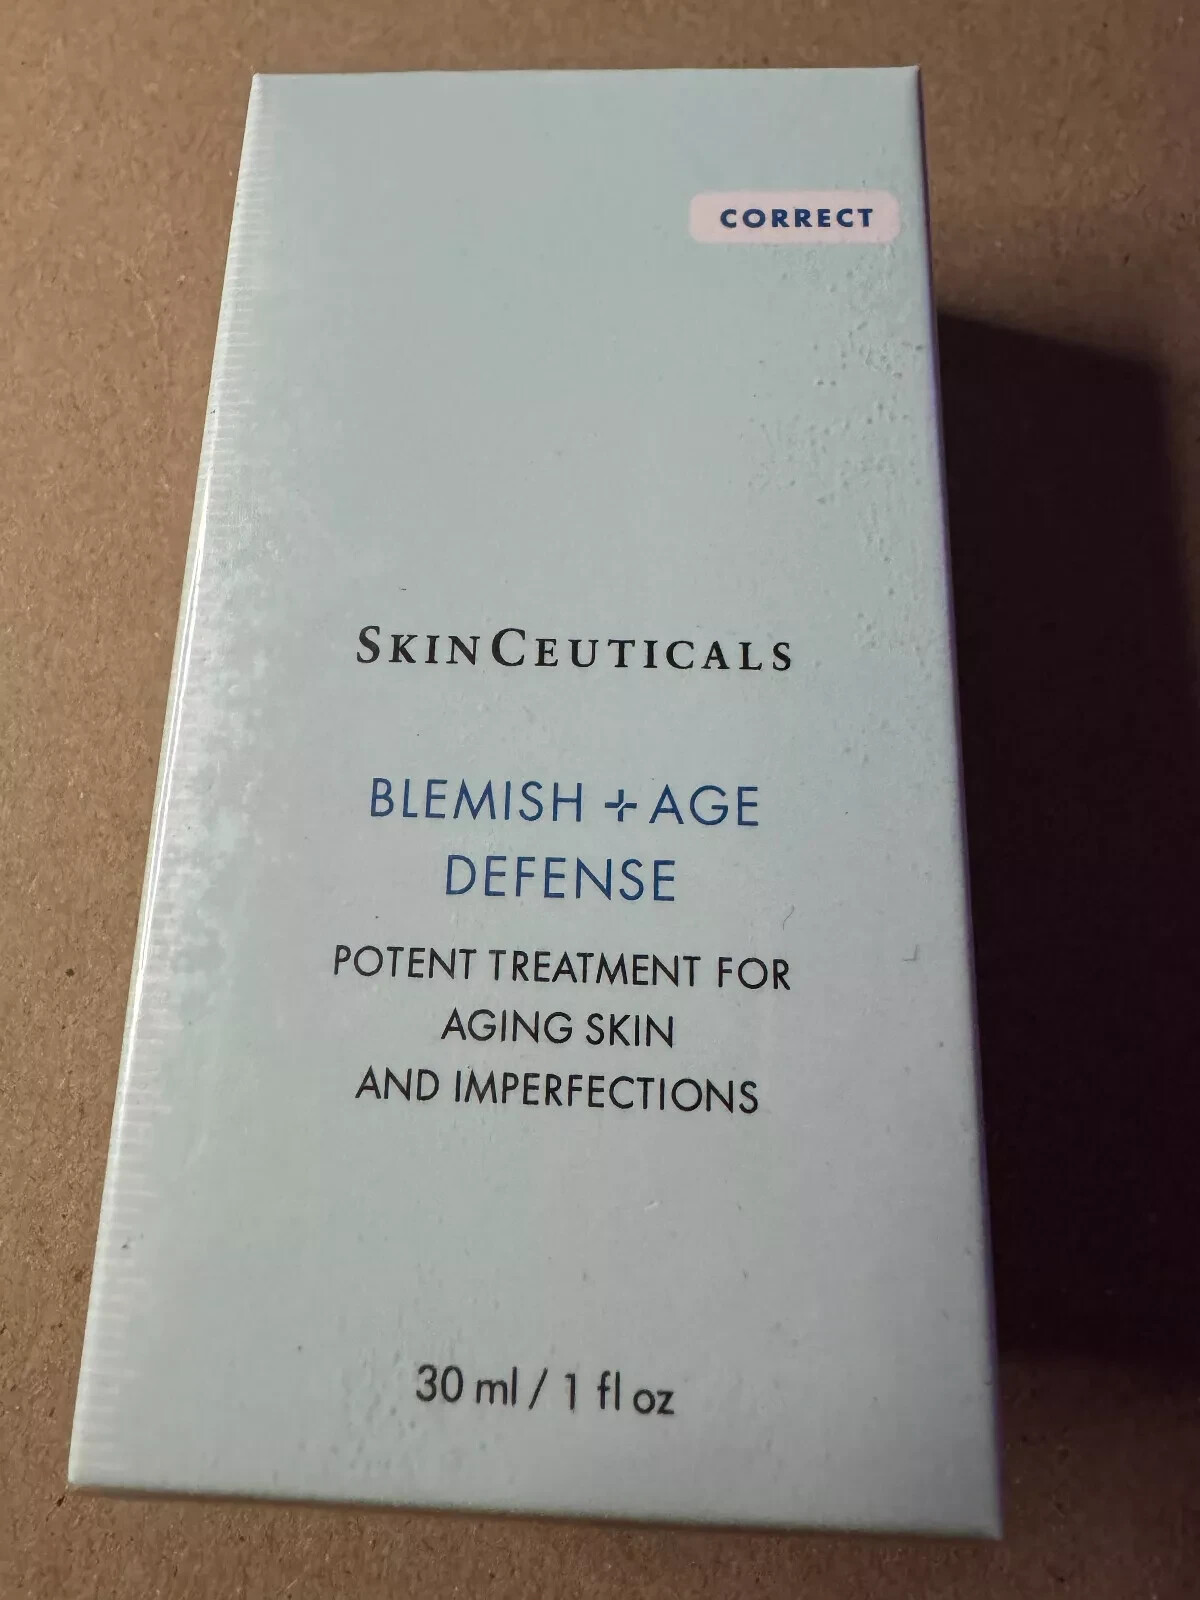 CORRECT
SKINCEUTICALS
BLEMISH + AGE
DEFENSE
POTENT TREATMENT FOR
AGING SKIN
AND IMPERFECTIONS
30 ml / 1 fl oz